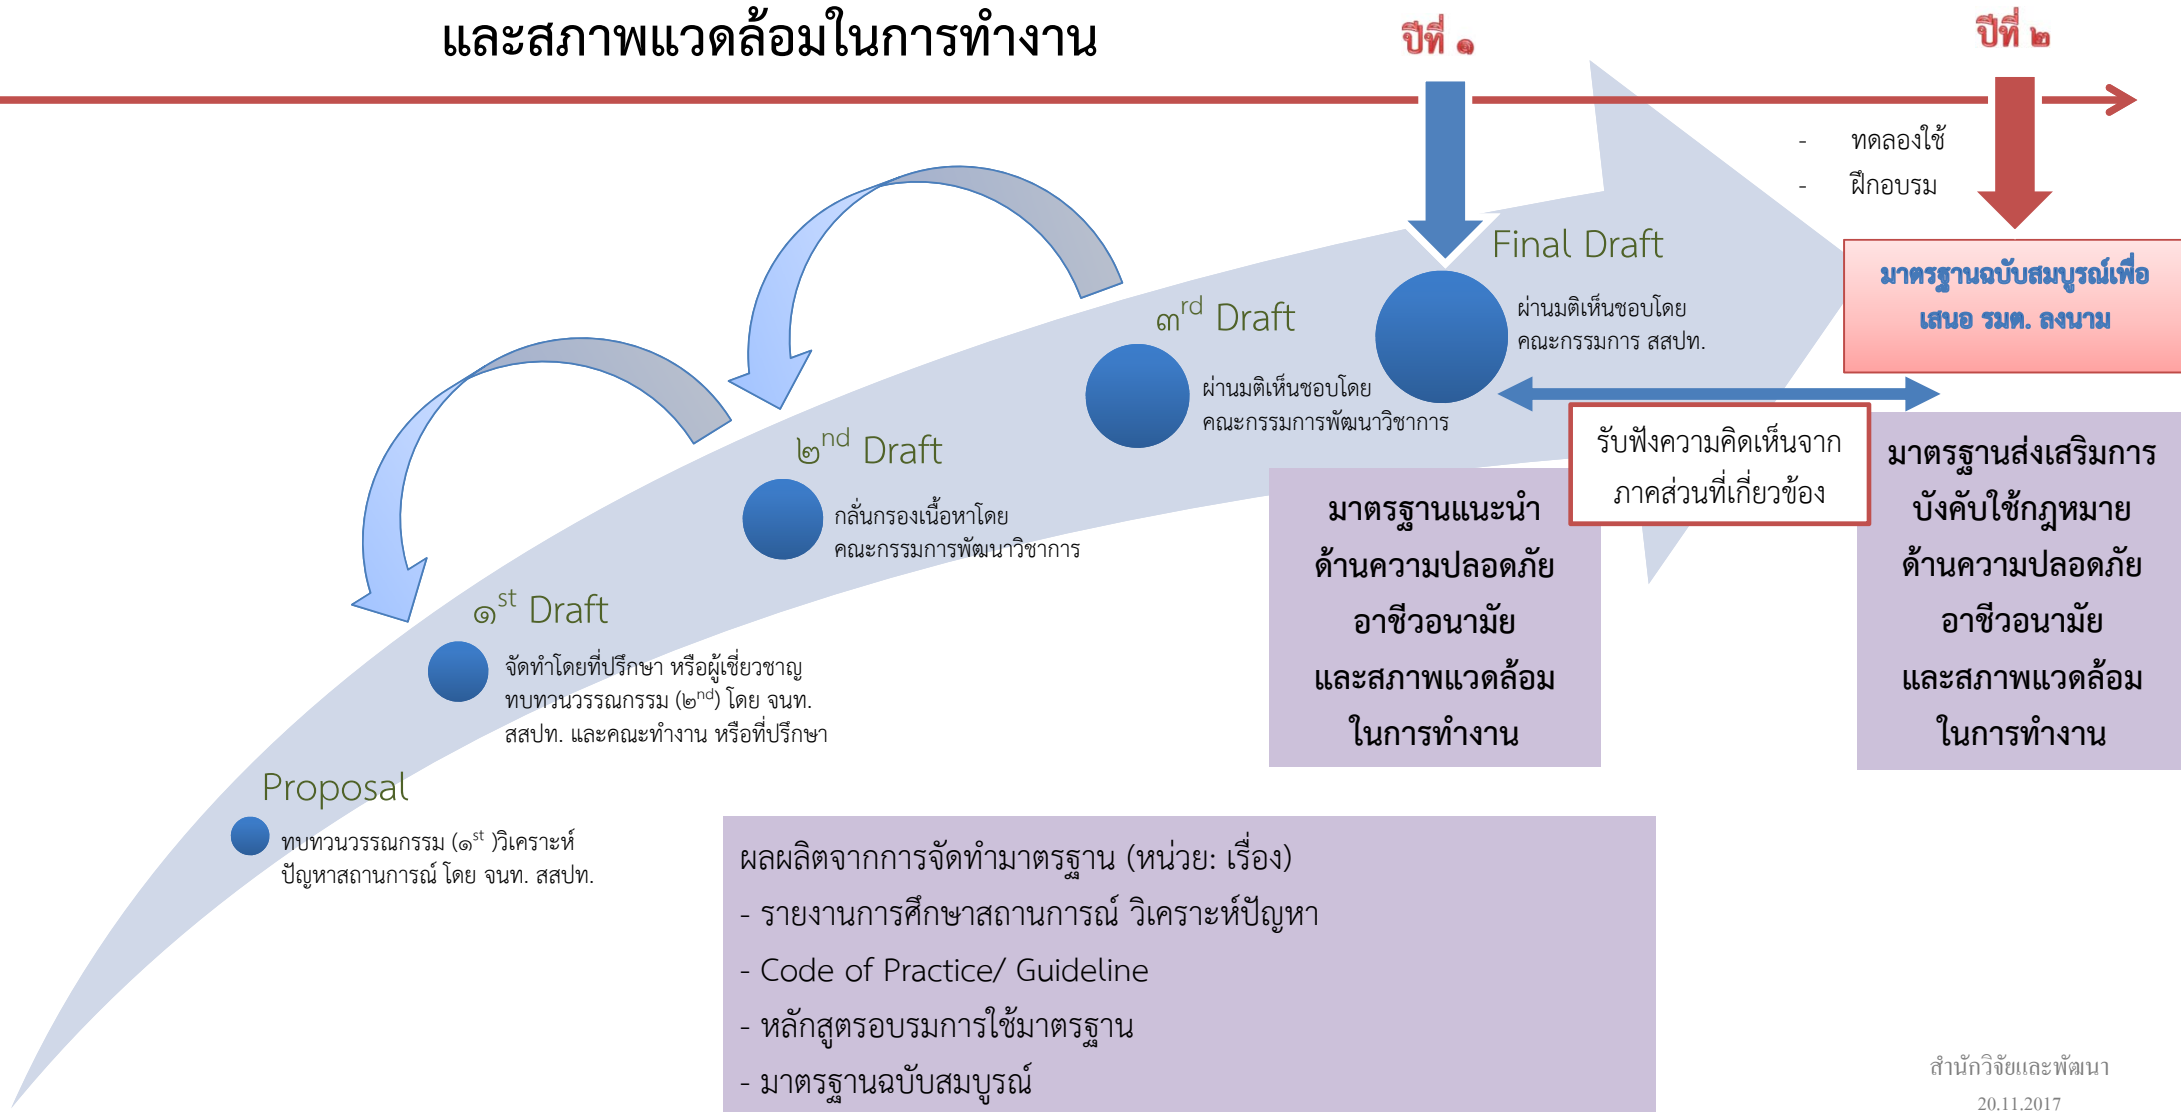 และสภาพแวดล้อมในการทำงาน
ปีที่ ๑
ปีที่ ๒
- ทดลองใช้
- ฝึกอบรม
Final Draft
ผ่านมติเห็นชอบโดย
คณะกรรมการ สสปท.
มาตรฐานฉบับสมบูรณ์เพื่อ
เสนอ รมต. ลงนาม
๓rd Draft
ผ่านมติเห็นชอบโดย
คณะกรรมการพัฒนาวิชาการ
๒nd Draft
กลั่นกรองเนื้อหาโดย
คณะกรรมการพัฒนาวิชาการ
๑st Draft
จัดทำโดยที่ปรึกษา หรือผู้เชี่ยวชาญ
ทบทวนวรรณกรรม (๒nd) โดย จนท.
สสปท. และคณะทำงาน หรือที่ปรึกษา
Proposal
ทบทวนวรรณกรรม (๑st )วิเคราะห์
ปัญหาสถานการณ์ โดย จนท. สสปท.
รับฟังความคิดเห็นจาก
ภาคส่วนที่เกี่ยวข้อง
มาตรฐานแนะนำ
ด้านความปลอดภัย
อาชีวอนามัย
และสภาพแวดล้อม
ในการทำงาน
มาตรฐานส่งเสริมการ
บังคับใช้กฎหมาย
ด้านความปลอดภัย
อาชีวอนามัย
และสภาพแวดล้อม
ในการทำงาน
ผลผลิตจากการจัดทำมาตรฐาน (หน่วย: เรื่อง)
- รายงานการศึกษาสถานการณ์ วิเคราะห์ปัญหา
- Code of Practice/ Guideline
- หลักสูตรอบรมการใช้มาตรฐาน
- มาตรฐานฉบับสมบูรณ์
สำนักวิจัยและพัฒนา
20.11.2017